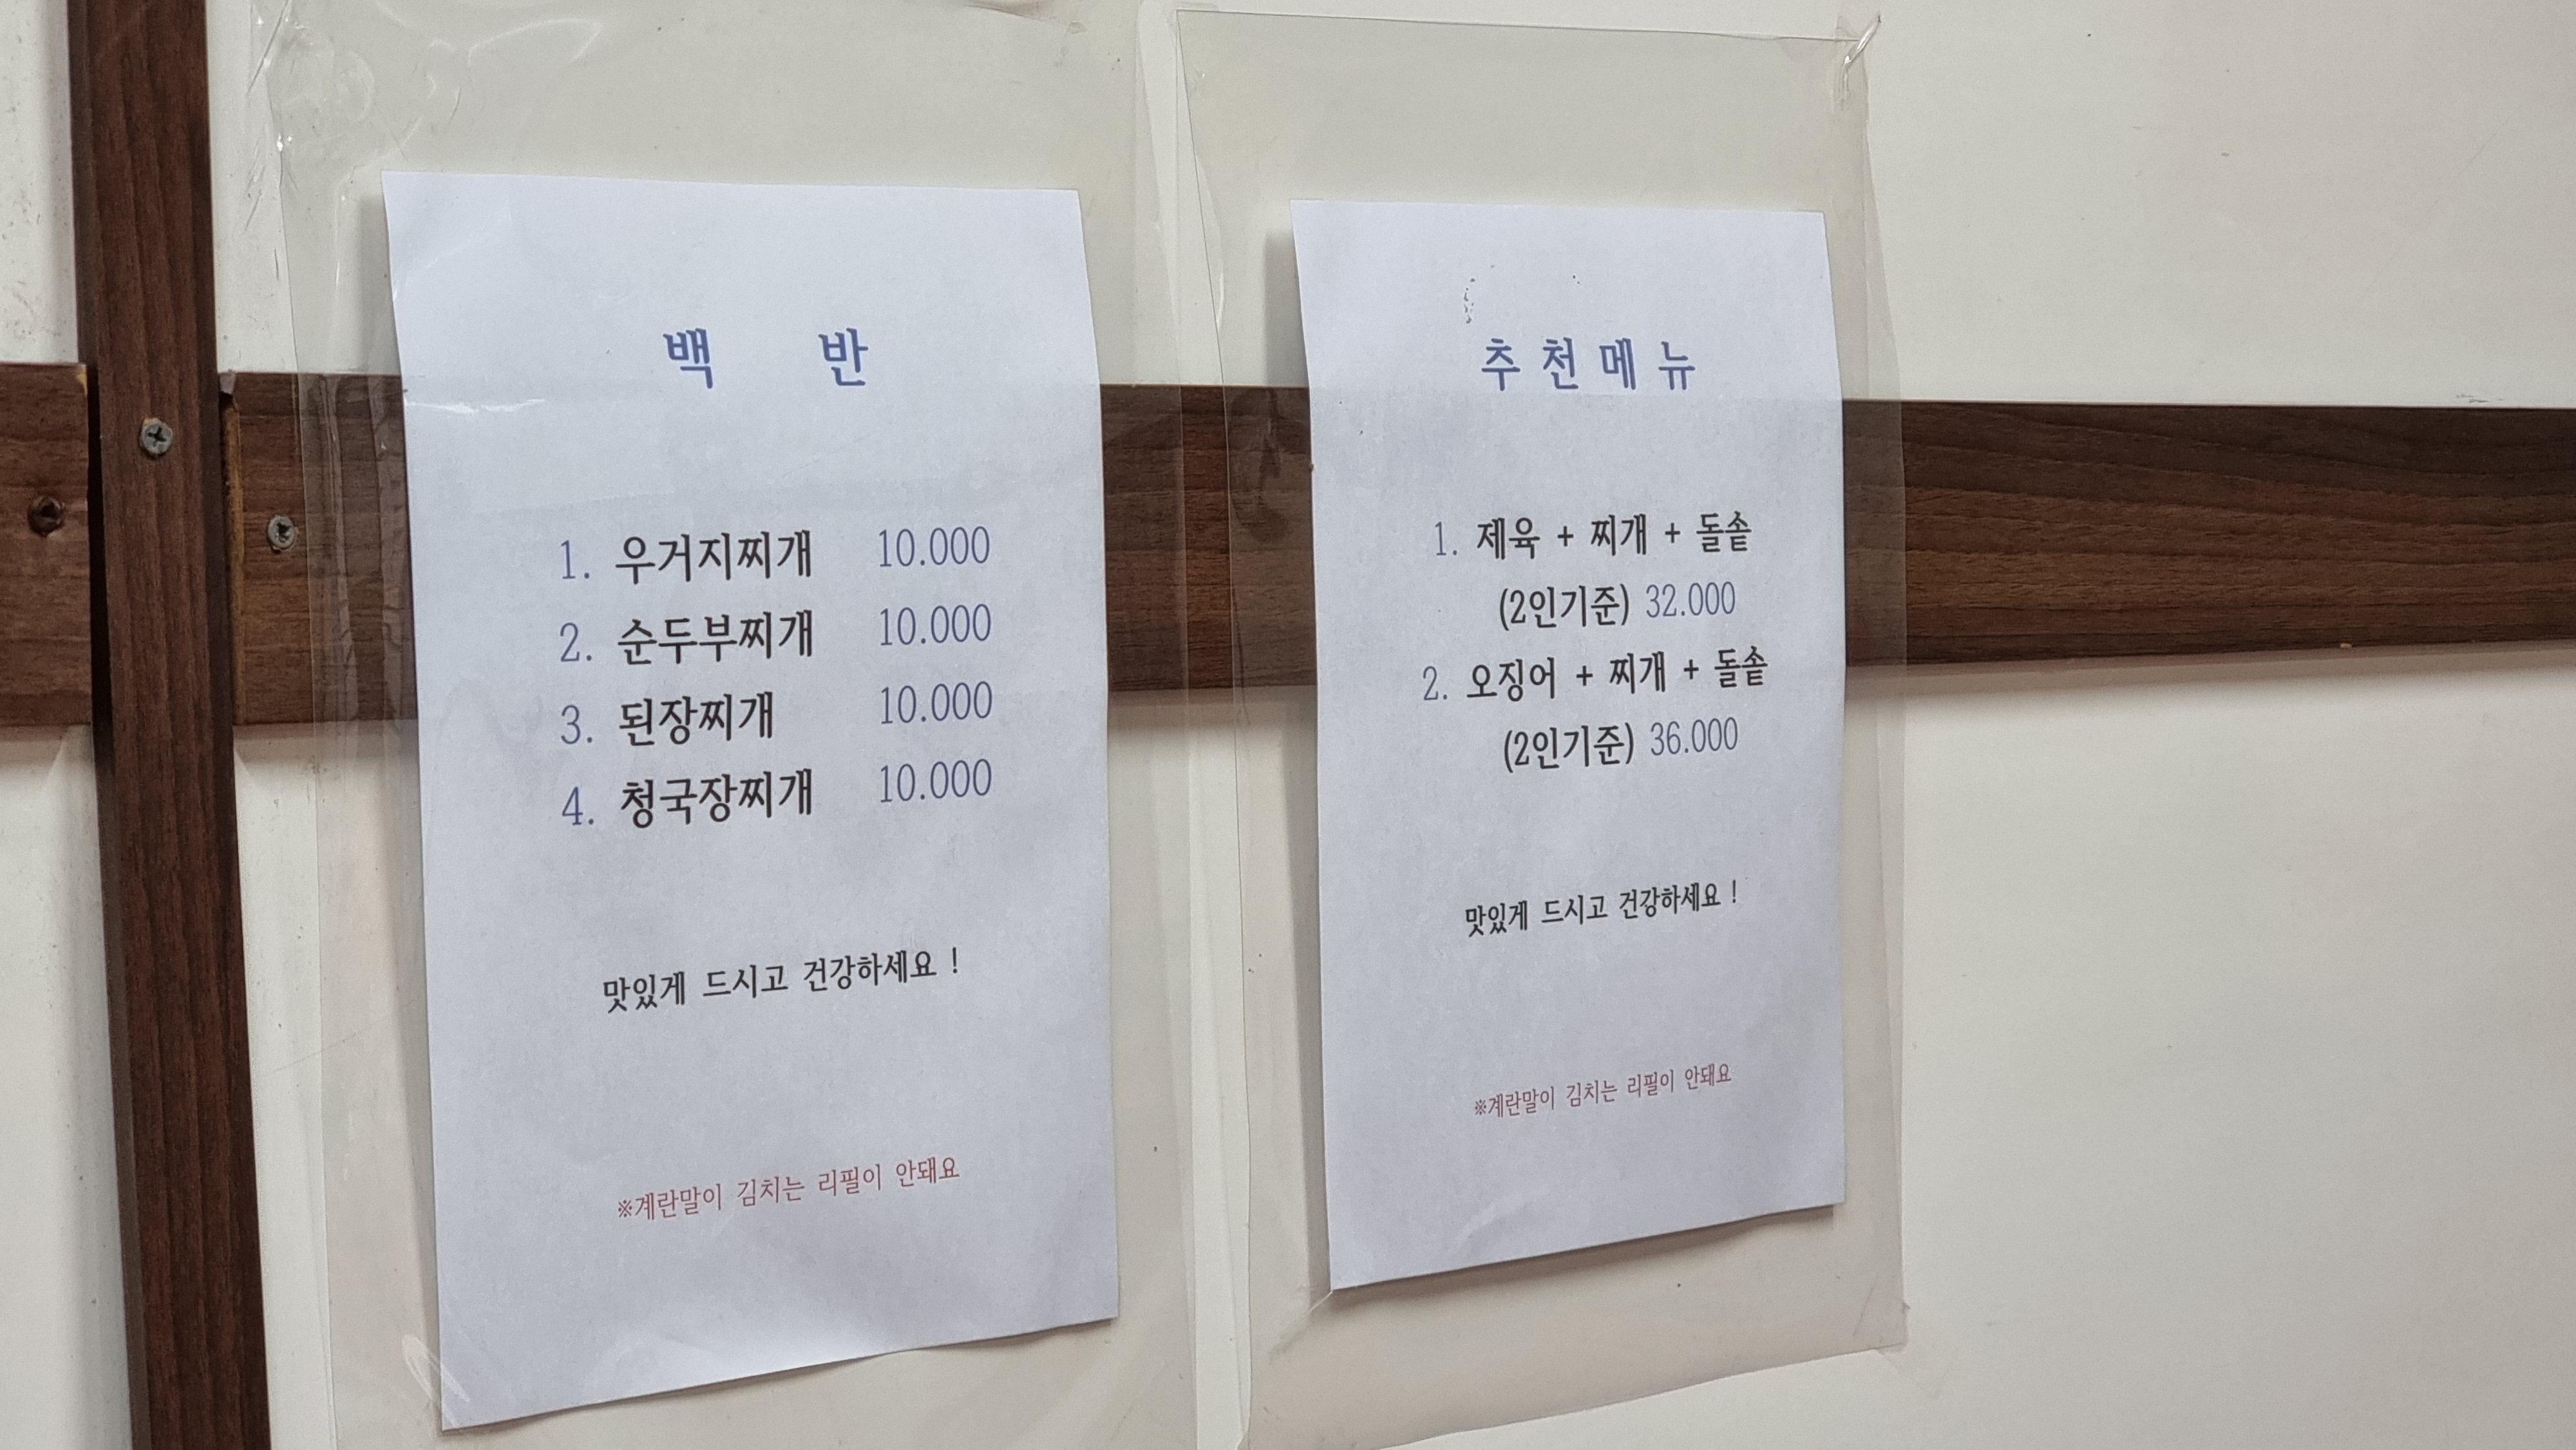 백 반
1. 우거지찌개 10.000
2. 순두부찌개 10.000
3. 된장찌개 10.000
4. 청국장찌개 10.000
맛있게 드시고 건강하세요 !
※계란말이 김치는 리필이 안돼요
추천메뉴
1. 제육 + 찌개 + 돌솥
(2인기준) 32.000
2. 오징어 + 찌개 + 돌솥
(2인기준) 36.000
맛있게 드시고 건강하세요 !
※계란말이 김치는 리필이 안돼요